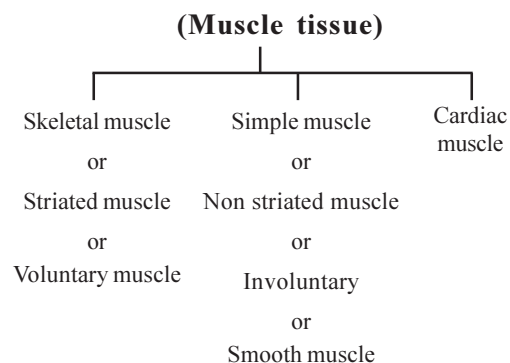 (Muscle tissue)
Skeletal muscle
or
Striated muscle
or
Voluntary muscle
Simple muscle
or
Non striated muscle
or
Involuntary
or
Smooth muscle
Cardiac
muscle